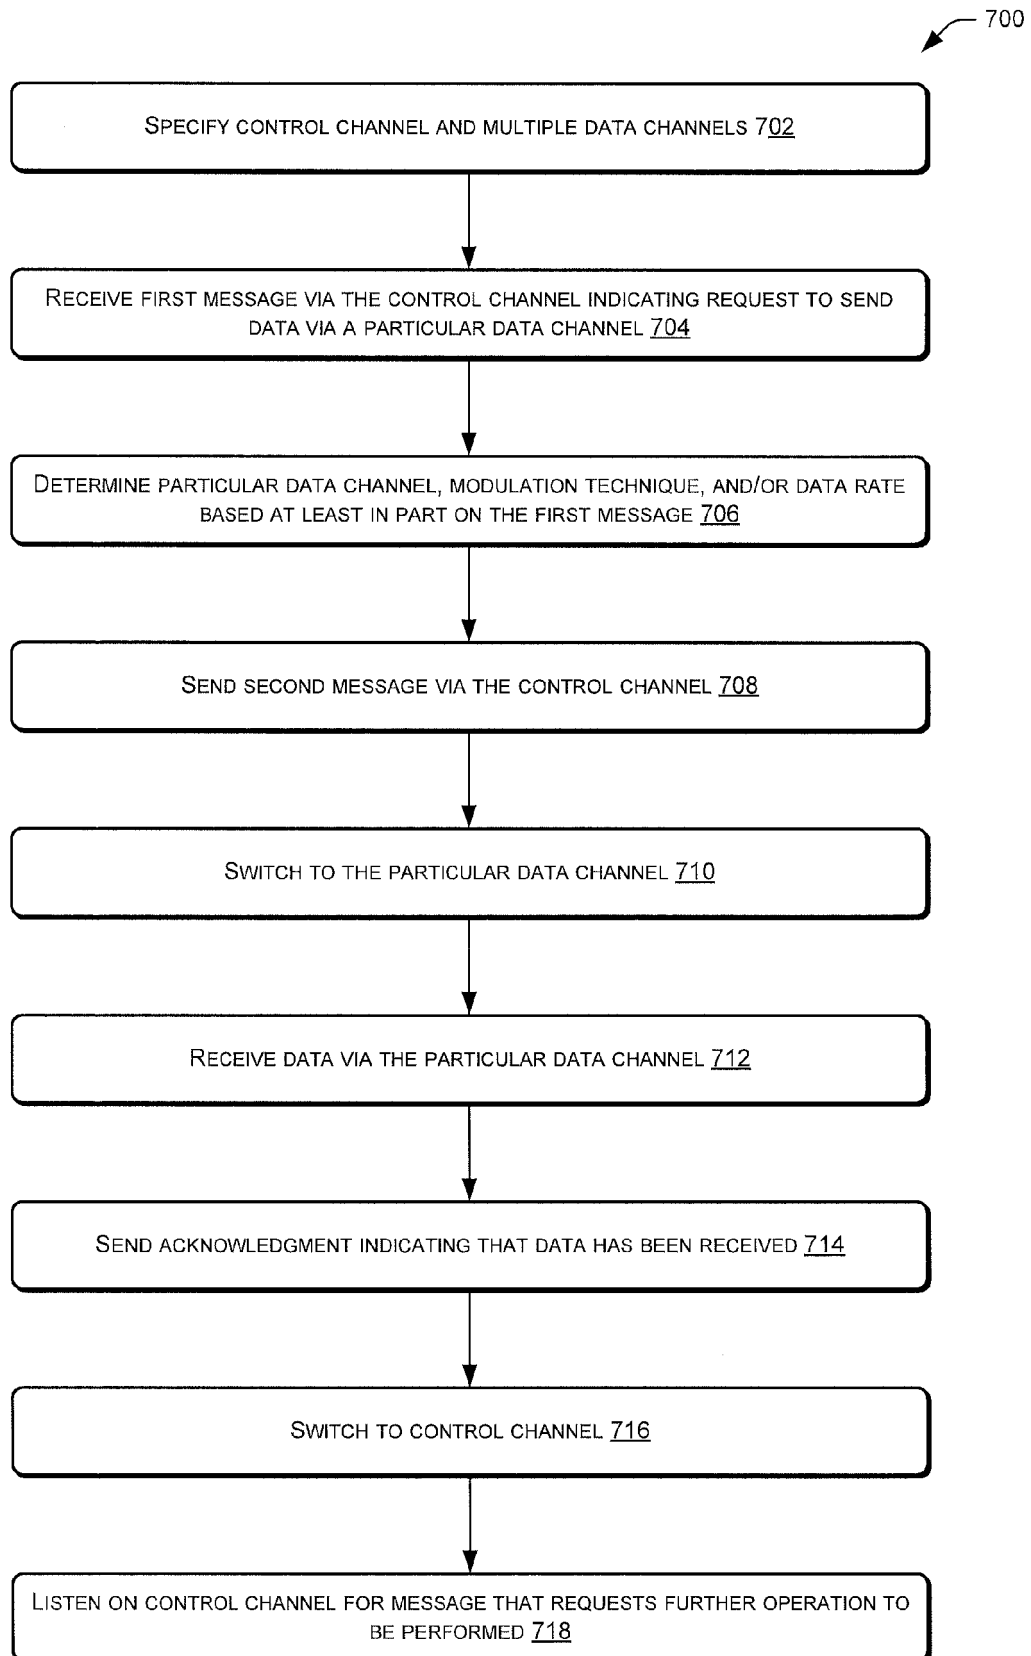 700
SPECIFY CONTROL CHANNEL AND MULTIPLE DATA CHANNELS 702
RECEIVE FIRST MESSAGE VIA THE CONTROL CHANNEL INDICATING REQUEST TO SEND
DATA VIA A PARTICULAR DATA CHANNEL 704
DETERMINE PARTICULAR DATA CHANNEL, MODULATION TECHNIQUE, AND/OR DATA RATE
BASED AT LEAST IN PART ON THE FIRST MESSAGE 706
SEND SECOND MESSAGE VIA THE CONTROL CHANNEL 708
SWITCH TO THE PARTICULAR DATA CHANNEL 710
RECEIVE DATA VIA THE PARTICULAR DATA CHANNEL 712
SEND ACKNOWLEDGMENT INDICATING THAT DATA HAS BEEN RECEIVED 714
SWITCH TO CONTROL CHANNEL 716
LISTEN ON CONTROL CHANNEL FOR MESSAGE THAT REQUESTS FURTHER OPERATION TO
BE PERFORMED 718